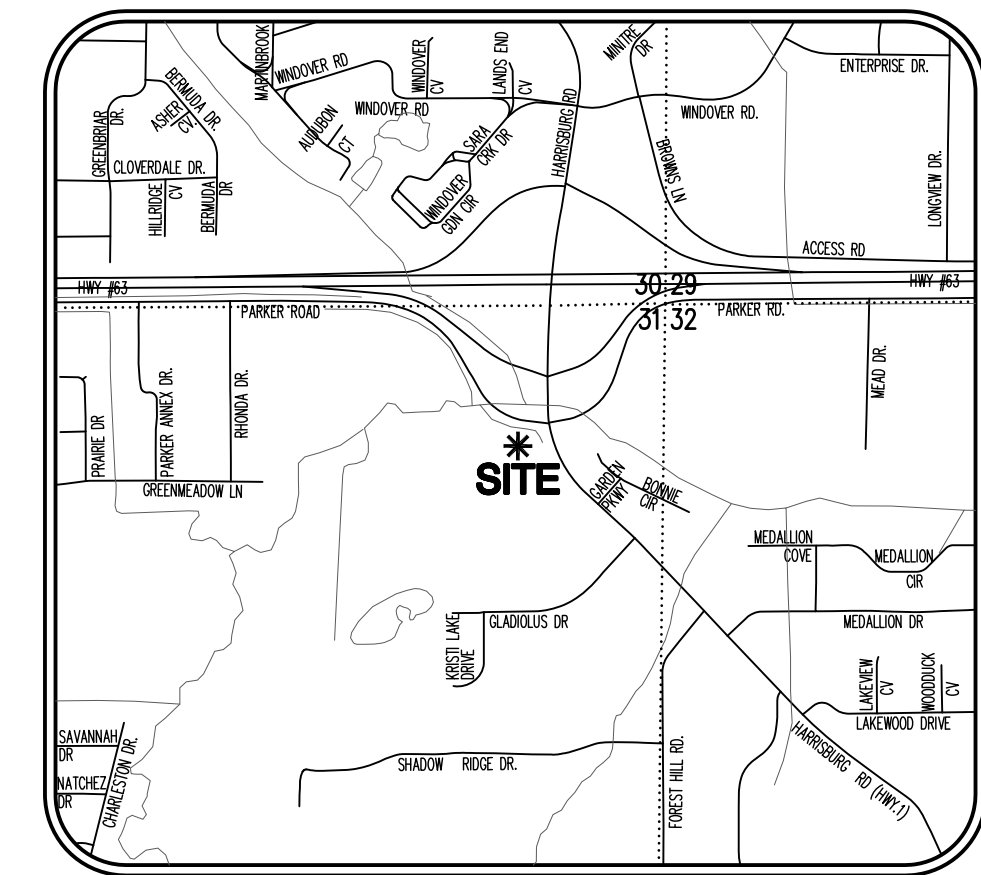 MARTINBROOK
WINDOVER RD
WINDOVER
CV
LANDS END
CV
MINITRE
DR
ENTERPRISE DR.
BERMUDA DR.
ASHER
CV.
GREENBRIAR
DR.
WINDOVER RD
HARRISBURG RD
WINDOVER RD.
AUDUBON
CT
SARA
CRK DR
BROWNS LN
CLOVERDALE DR.
HILLRIDGE
CV
BERMUDA
DR
WINDOVER
GDN CIR
LONGVIEW DR.
ACCESS RD
HWY #63
30 29
HWY #63
PARKER ROAD
31 32
PARKER RD.
MEAD DR.
PRAIRIE DR
PARKER ANNEX DR.
RHONDA DR.
GREENMEADOW LN
SITE
GARDEN
PKWY
BONNIE
CIR
MEDALLION
COVE
MEDALLION
CIR
KRISTI LAKE
DRIVE
GLADIOLUS DR
MEDALLION DR
LAKEVIEW
CV
WOODDUCK
CV
LAKEWOOD DRIVE
SAVANNAH
DR
NATCHEZ
DR
CHARLESTON DR.
SHADOW RIDGE DR.
FOREST HILL RD.
HARRISBURG RD (HWY.1)